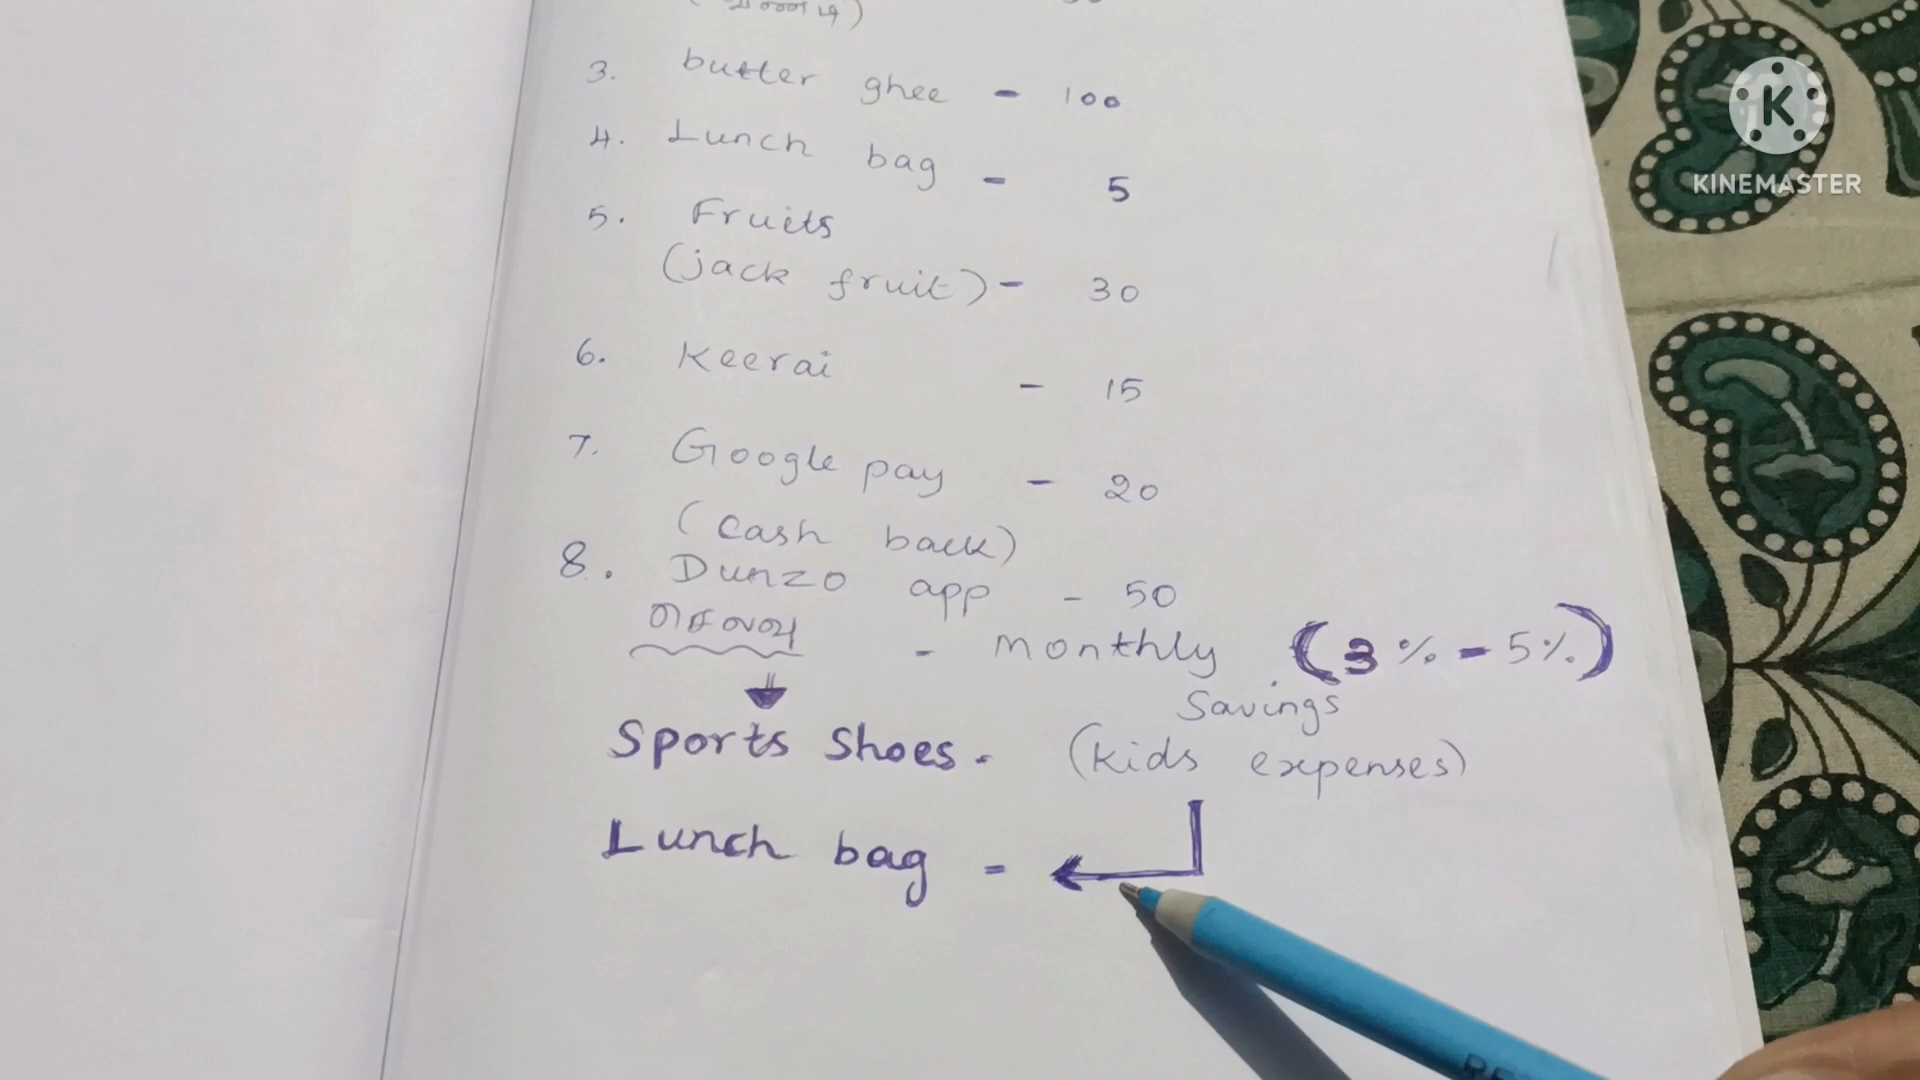 3. butter ghee - 100
4. Lunch bag - 5
5. Fruits
(jack fruit) - 30
6. Keerai - 15
7. Google pay - 20
(cash back)
8. Dunzo app - 50
செலவு - monthly (3% - 5%)
Savings
Sports Shoes - (kids expenses)
Lunch bag -
KINEMASTER